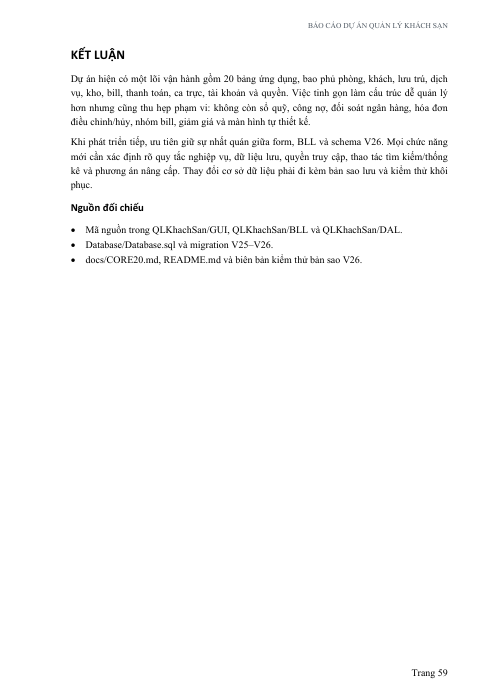 BÁO CÁO DỰ ÁN QUẢN LÝ KHÁCH SẠN
KẾT LUẬN
Dự án hiện có một lõi vận hành gồm 20 bảng ứng dụng, bao phủ phòng, khách, lưu trú, dịch
vụ, kho, bill, thanh toán, ca trực, tài khoản và quyền. Việc tinh gọn làm cấu trúc dễ quản lý
hơn nhưng cũng thu hẹp phạm vi: không còn sổ quỹ, công nợ, đối soát ngân hàng, hóa đơn
điều chỉnh/hủy, nhóm bill, giảm giá và màn hình tự thiết kế.
Khi phát triển tiếp, ưu tiên giữ sự nhất quán giữa form, BLL và schema V26. Mọi chức năng
mới cần xác định rõ quy tắc nghiệp vụ, dữ liệu lưu, quyền truy cập, thao tác tìm kiếm/thống
kê và phương án nâng cấp. Thay đổi cơ sở dữ liệu phải đi kèm bản sao lưu và kiểm thử khôi
phục.
Nguồn đối chiếu
• Mã nguồn trong QLKhachSan/GUI, QLKhachSan/BLL và QLKhachSan/DAL.
• Database/Database.sql và migration V25–V26.
• docs/CORE20.md, README.md và biên bản kiểm thử bản sao V26.
Trang 59